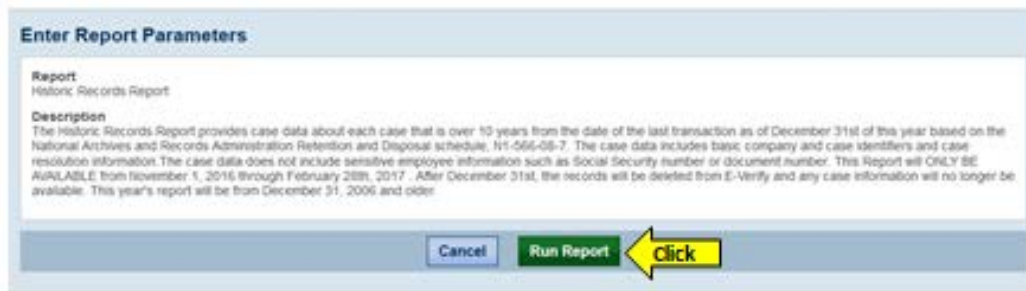 Enter Report Parameters
Report
Historic Records Report
Description
The Historic Records Report provides case data about each case that is over 10 years from the date of the last transaction as of December 31st of this year based on the
National Archives and Records Administration Retention and Disposal schedule, N1-566-08-7. The case data includes basic company and case identifiers and case
resolution information.The case data does not include sensitive employee information such as Social Security number or document number. This Report will ONLY BE
AVAILABLE from November 1, 2016 through February 28th, 2017 . After December 31st, the records will be deleted from E-Verify and any case information will no longer be
available. This year's report will be from December 31, 2006 and older
Cancel Run Report Click